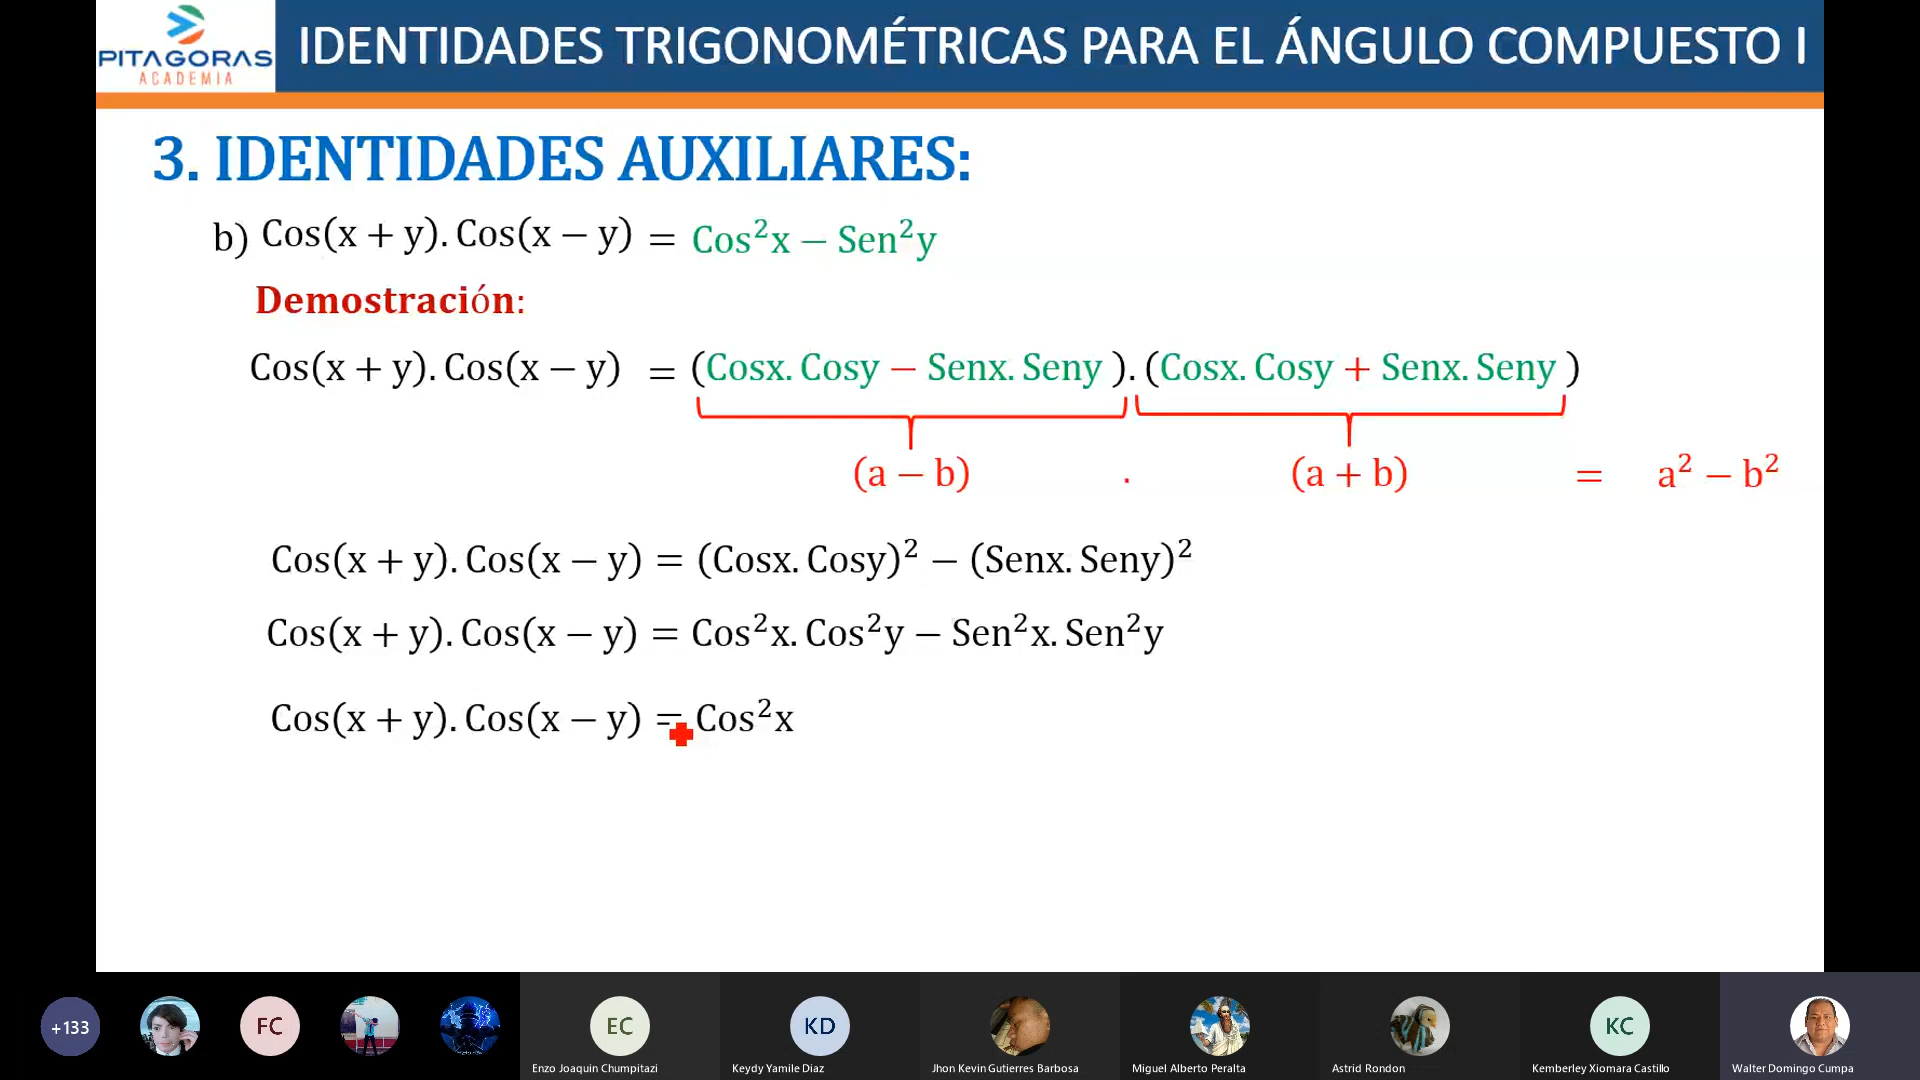 PITAGORAS
ACADEMIA
IDENTIDADES TRIGONOMÉTRICAS PARA EL ÁNGULO COMPUESTO I
3. IDENTIDADES AUXILIARES:
b) Cos(x + y). Cos(x − y) = Cos²x − Sen²y
Demostración:
Cos(x + y). Cos(x − y) = (Cosx. Cosy − Senx. Seny ). (Cosx. Cosy + Senx. Seny )
(a − b) . (a + b) = a² − b²
Cos(x + y). Cos(x − y) = (Cosx. Cosy)² − (Senx. Seny)²
Cos(x + y). Cos(x − y) = Cos²x. Cos²y − Sen²x. Sen²y
Cos(x + y). Cos(x − y) = Cos²x
+133
FC
EC
KD
KC
Enzo Joaquin Chumpitazi
Keydy Yamile Diaz
Jhon Kevin Gutierres Barbosa
Miguel Alberto Peralta
Astrid Rondon
Kemberley Xiomara Castillo
Walter Domingo Cumpa